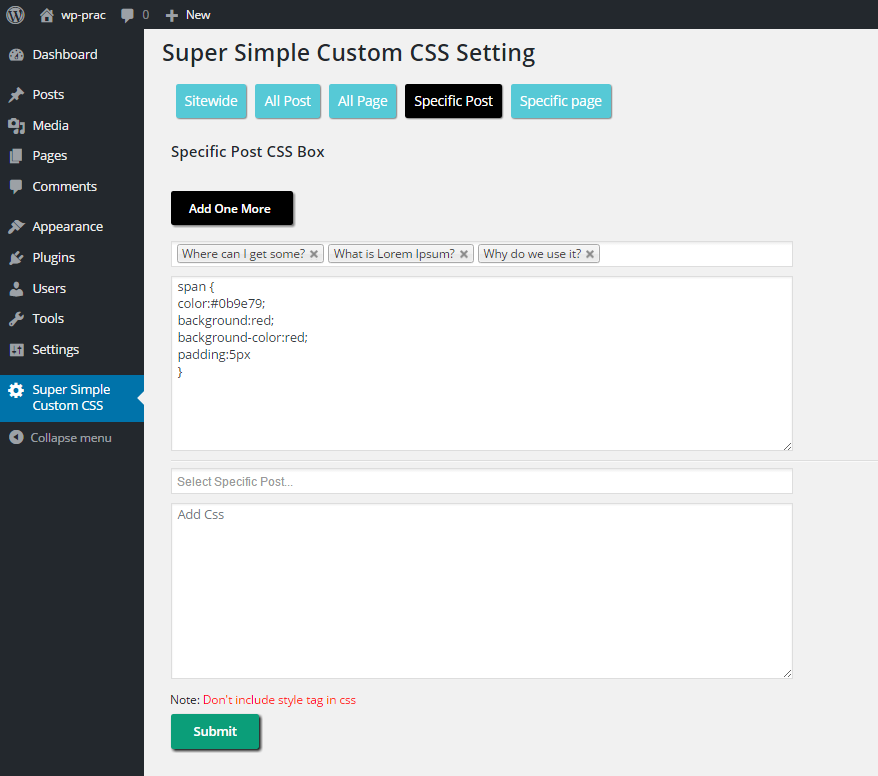 wp-prac 0 New
Super Simple Custom CSS Setting
Dashboard
Posts
Media
Pages
Comments
Appearance
Plugins
Users
Tools
Settings
Super Simple
Custom CSS
Collapse menu
Sitewide All Post All Page Specific Post Specific page
Specific Post CSS Box
Add One More
Where can I get some? × What is Lorem Ipsum? × Why do we use it? ×
span {
color:#0b9e79;
background:red;
background-color:red;
padding:5px
}
Select Specific Post...
Add Css
Note: Don't include style tag in css
Submit